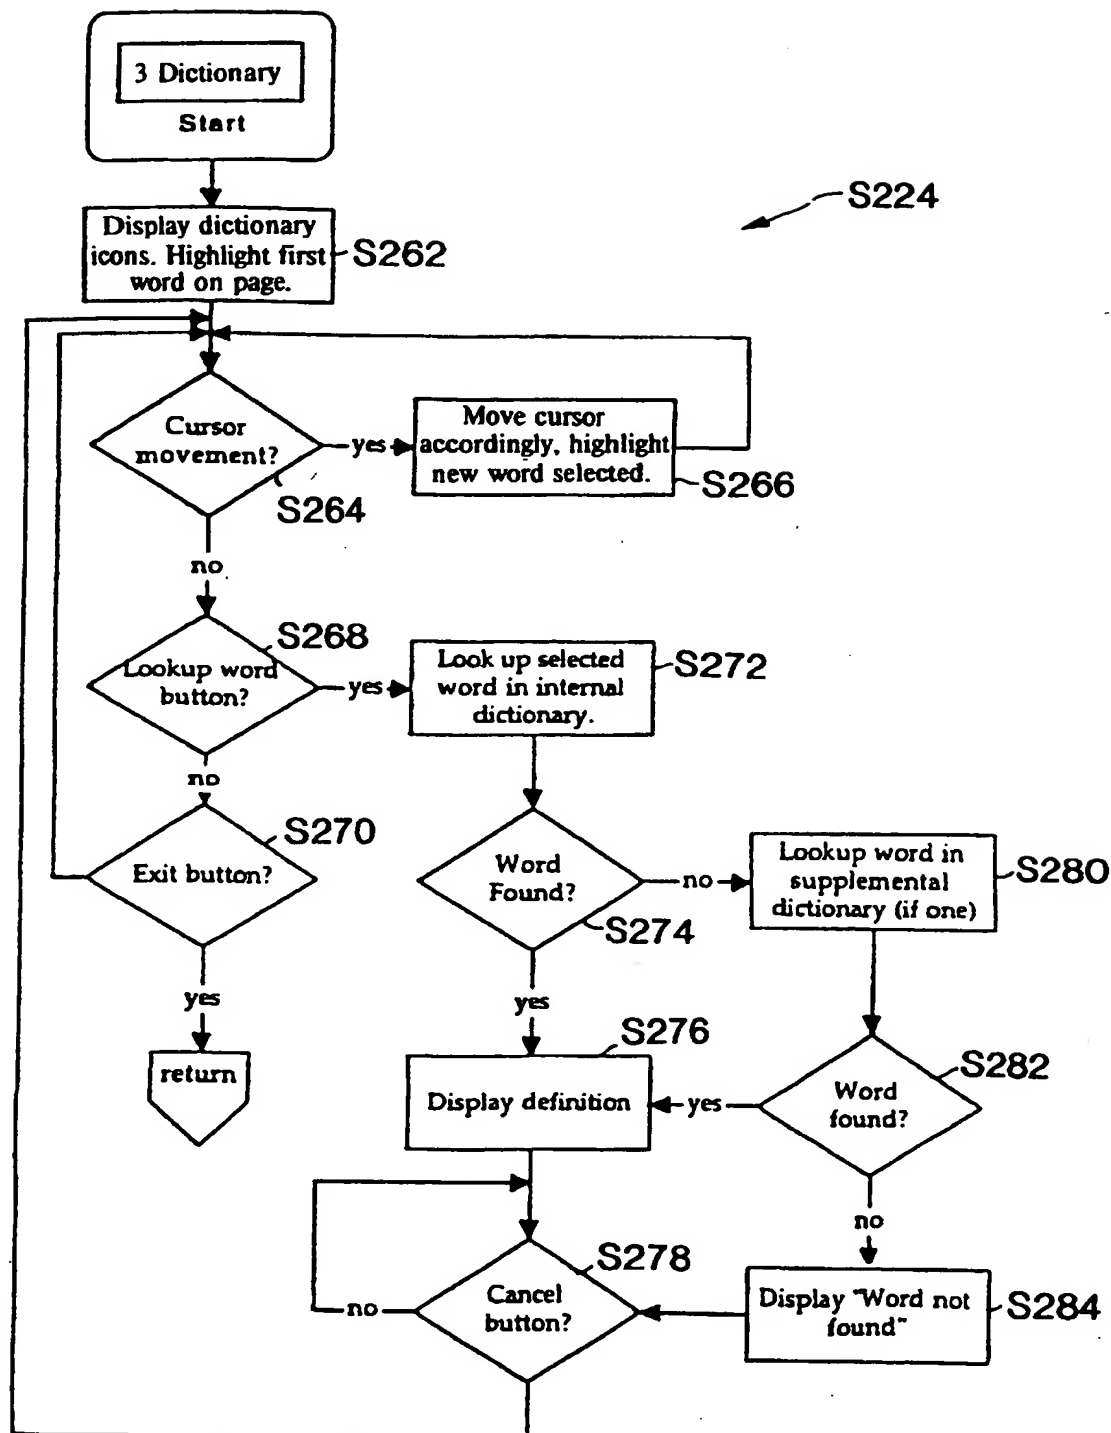 3 Dictionary
Start
S224
Display dictionary
icons. Highlight first
word on page.
S262
Cursor
movement?
S264
yes
Move cursor
accordingly, highlight
new word selected.
S266
no
Lookup word
button?
S268
yes
Look up selected
word in internal
dictionary.
S272
no
Exit button?
S270
yes
return
Word
Found?
S274
no
Lookup word in
supplemental
dictionary (if one)
S280
yes
Display definition
S276
Word
found?
S282
yes
no
Cancel
button?
S278
no
Display "Word not
found"
S284